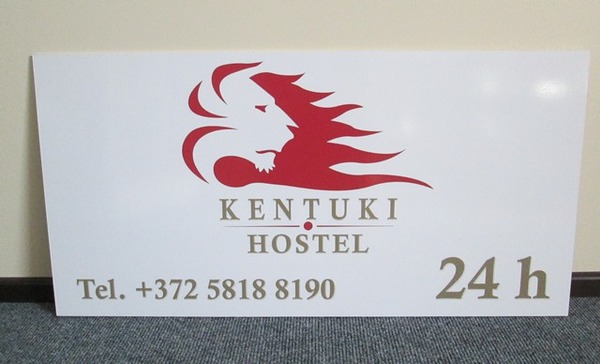 KENTUKI
HOSTEL
Tel. +372 5818 8190
24 h